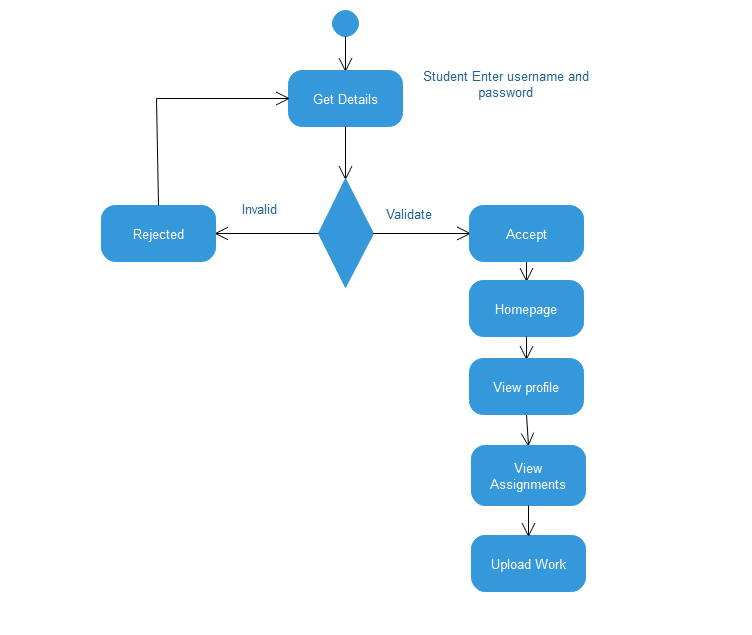 Student Enter username and
password
Get Details
Invalid
Validate
Rejected
Accept
Homepage
View profile
View
Assignments
Upload Work